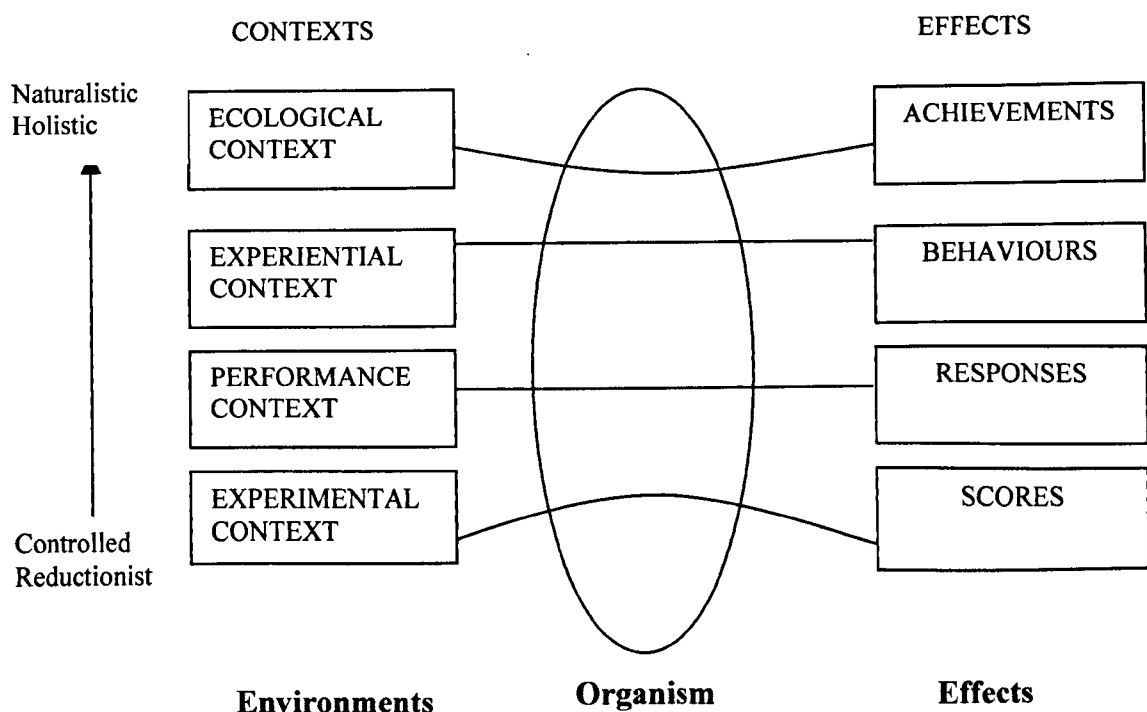 CONTEXTS
EFFECTS
Naturalistic
Holistic
ECOLOGICAL
CONTEXT
ACHIEVEMENTS
EXPERIENTIAL
CONTEXT
BEHAVIOURS
PERFORMANCE
CONTEXT
RESPONSES
EXPERIMENTAL
CONTEXT
SCORES
Controlled
Reductionist
Environments
Organism
Effects